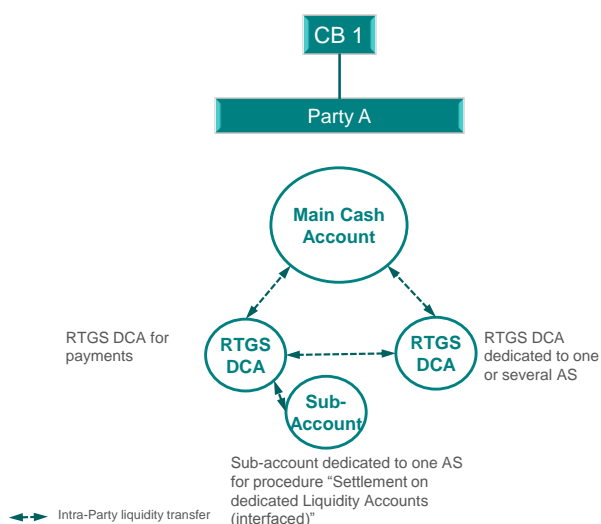 CB 1
Party A
Main Cash
Account
RTGS DCA for
payments
RTGS
DCA
RTGS
DCA
RTGS DCA
dedicated to one
or several AS
Sub-
Account
Sub-account dedicated to one AS
for procedure “Settlement on
dedicated Liquidity Accounts
(interfaced)”
Intra-Party liquidity transfer